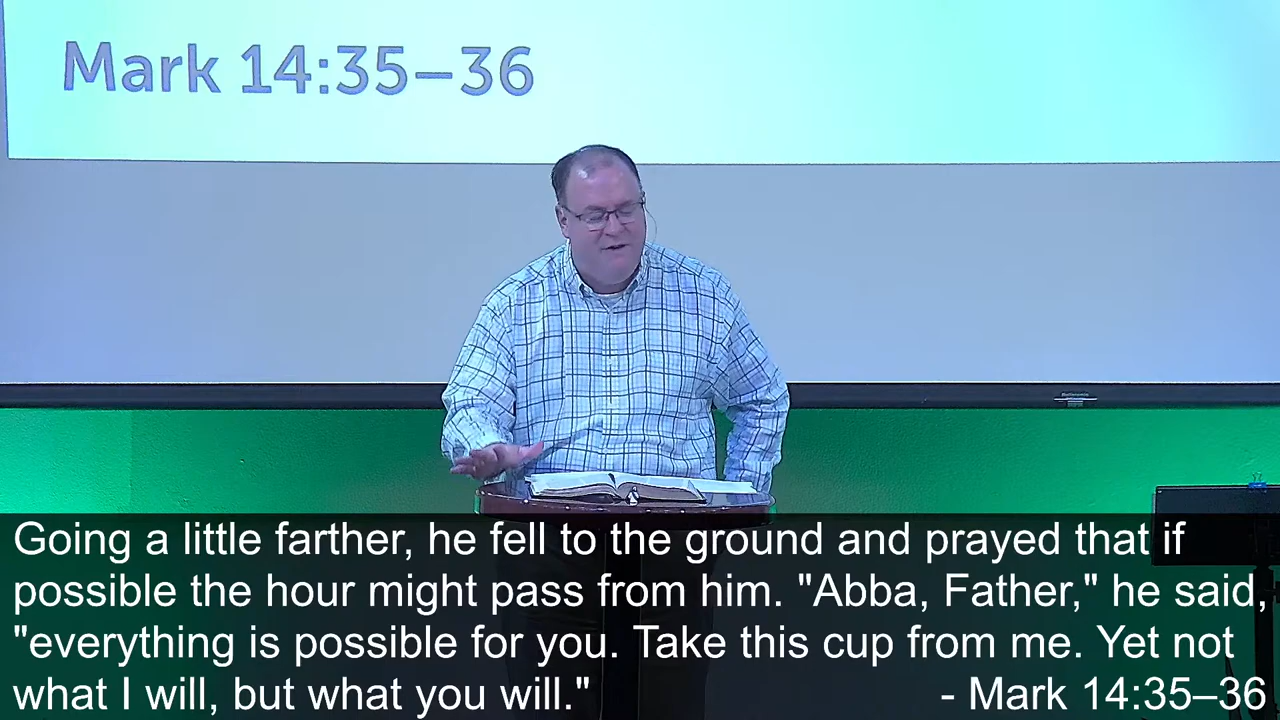 Mark 14:35–36
Going a little farther, he fell to the ground and prayed that if
possible the hour might pass from him. "Abba, Father," he said,
"everything is possible for you. Take this cup from me. Yet not
what I will, but what you will."
- Mark 14:35–36